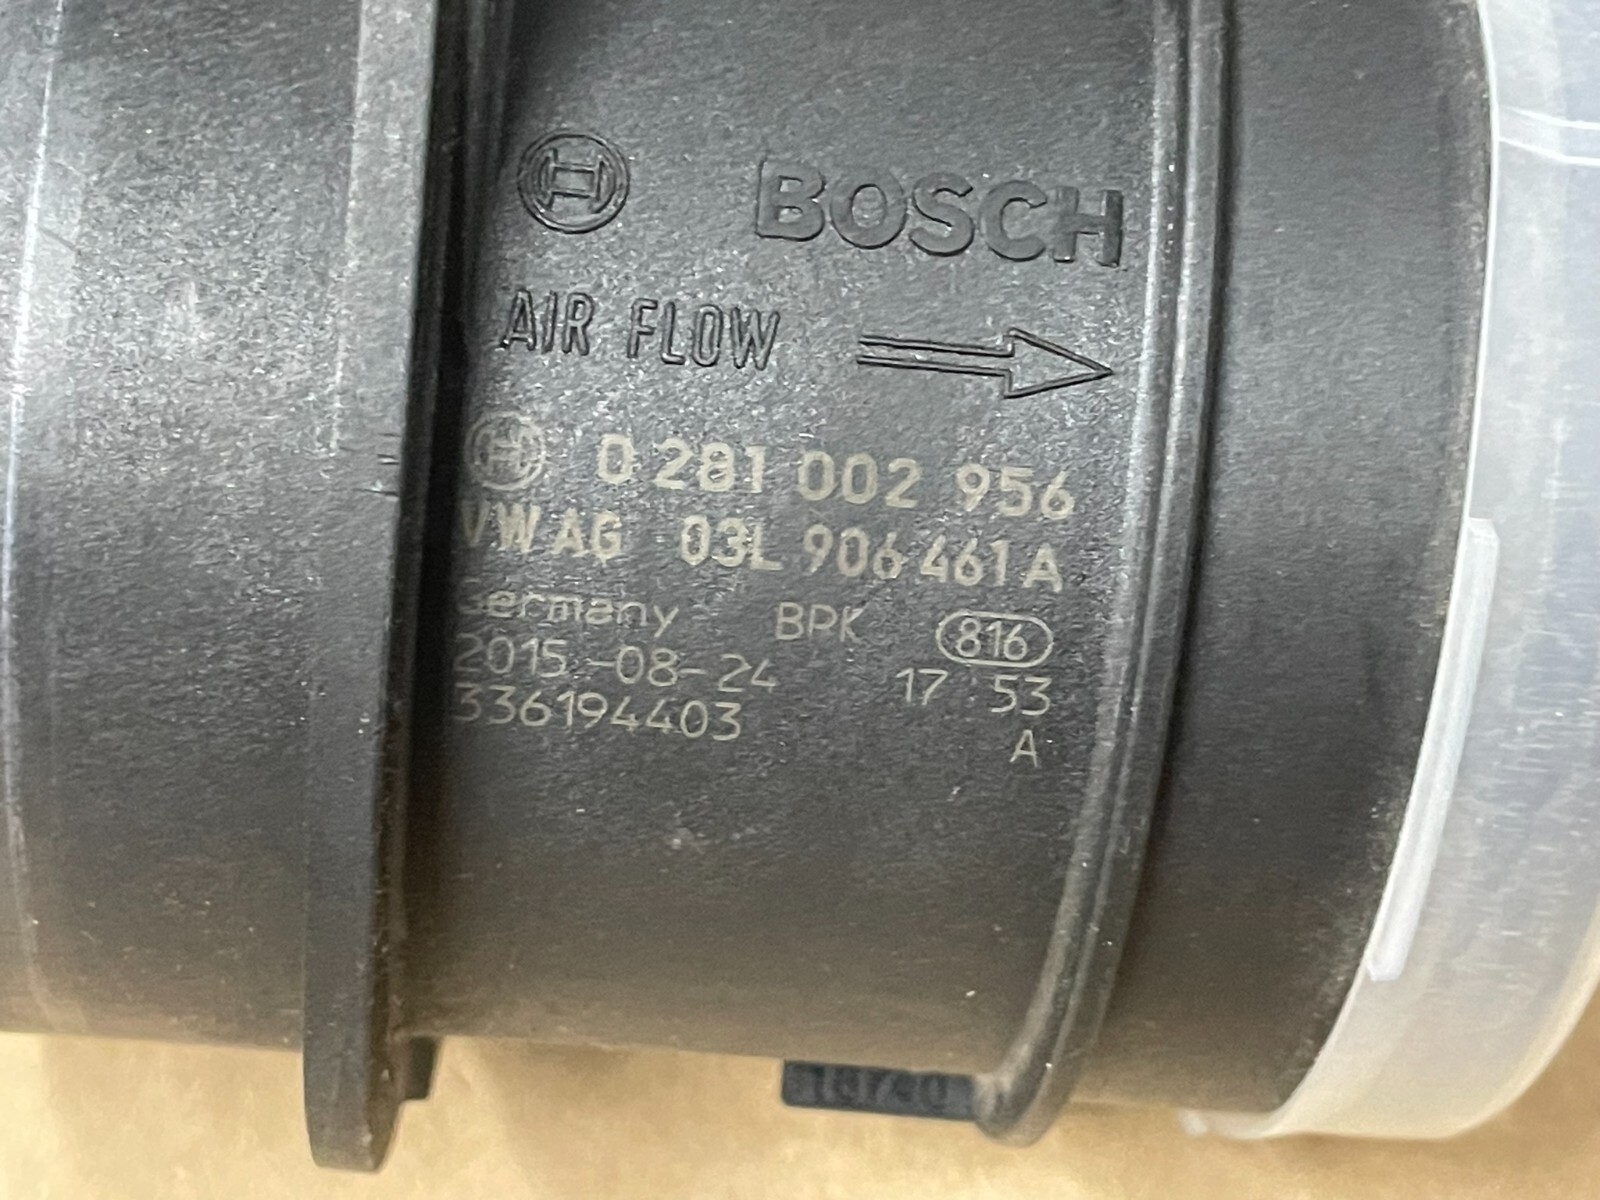 BOSCH
AIR FLOW
0 281 002 956
VW AG 03L 906 461 A
Germany BPK 816
2015-08-24 17 53
336194403 A